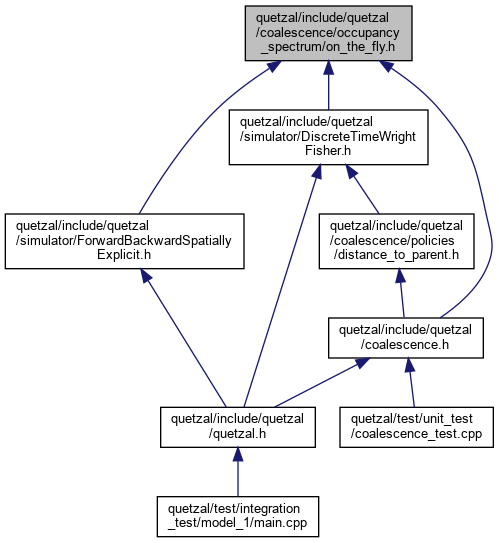 quetzal/include/quetzal
/coalescence/occupancy
_spectrum/on_the_fly.h
quetzal/include/quetzal
/simulator/DiscreteTimeWright
Fisher.h
quetzal/include/quetzal
/simulator/ForwardBackwardSpatially
Explicit.h
quetzal/include/quetzal
/coalescence/policies
/distance_to_parent.h
quetzal/include/quetzal
/coalescence.h
quetzal/include/quetzal
/quetzal.h
quetzal/test/unit_test
/coalescence_test.cpp
quetzal/test/integration
_test/model_1/main.cpp